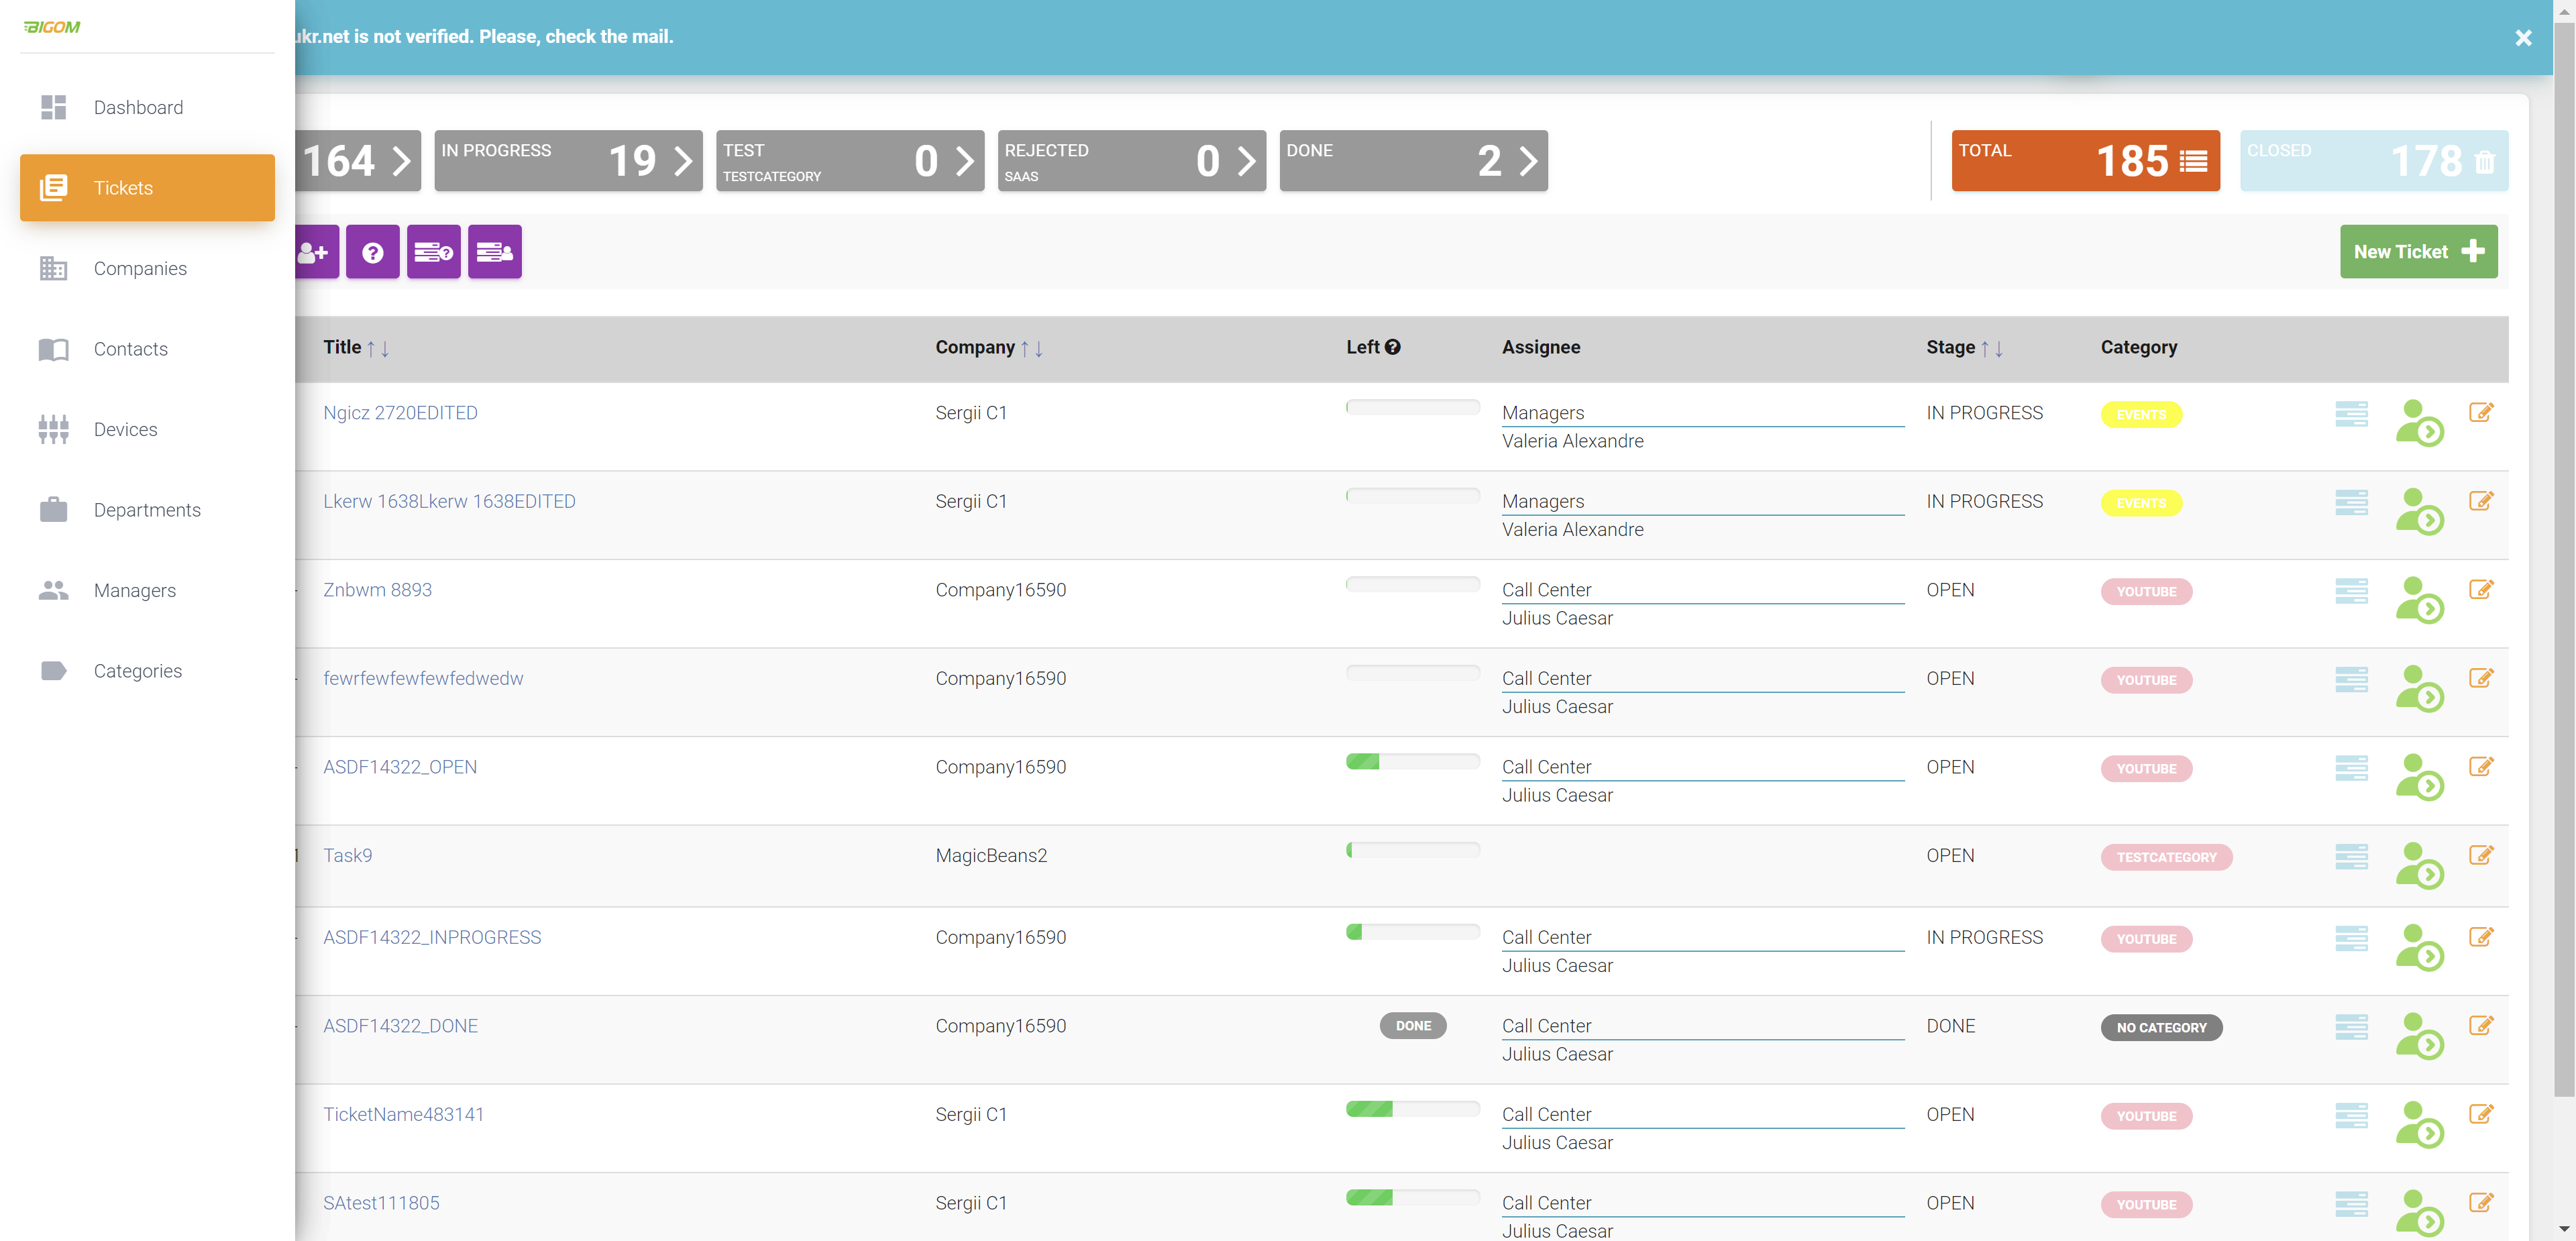 BIGOM
ukr.net is not verified. Please, check the mail.
Dashboard
Tickets
Companies
Contacts
Devices
Departments
Managers
Categories
164
IN PROGRESS 19
TEST
TESTCATEGORY
0
REJECTED
SAAS
0
DONE 2
TOTAL 185
CLOSED 178
New Ticket
Title Company Left Assignee Stage Category
Ngicz 2720EDITED Sergii C1 Managers IN PROGRESS EVENTS
Valeria Alexandre
Lkerw 1638Lkerw 1638EDITED Sergii C1 Managers IN PROGRESS EVENTS
Valeria Alexandre
Znbwm 8893 Company16590 Call Center OPEN YOUTUBE
Julius Caesar
fewrfewfewfewfedwedw Company16590 Call Center OPEN YOUTUBE
Julius Caesar
ASDF14322_OPEN Company16590 Call Center OPEN YOUTUBE
Julius Caesar
Task9 MagicBeans2 OPEN TESTCATEGORY
ASDF14322_INPROGRESS Company16590 Call Center IN PROGRESS YOUTUBE
Julius Caesar
ASDF14322_DONE Company16590 DONE Call Center DONE NO CATEGORY
Julius Caesar
TicketName483141 Sergii C1 Call Center OPEN YOUTUBE
Julius Caesar
SAtest111805 Sergii C1 Call Center OPEN YOUTUBE
Julius Caesar